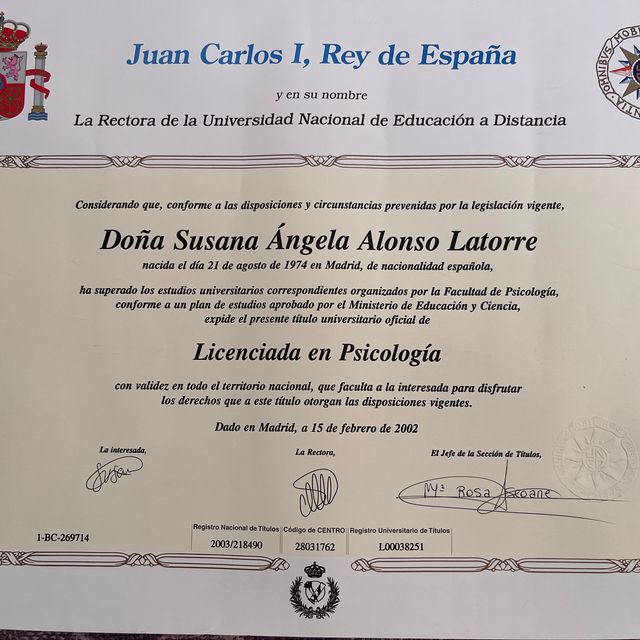 Juan Carlos I, Rey de España
y en su nombre
La Rectora de la Universidad Nacional de Educación a Distancia
Considerando que, conforme a las disposiciones y circunstancias prevenidas por la legislación vigente,
Doña Susana Ángela Alonso Latorre
nacida el día 21 de agosto de 1974 en Madrid, de nacionalidad española,
ha superado los estudios universitarios correspondientes organizados por la Facultad de Psicología,
conforme a un plan de estudios aprobado por el Ministerio de Educación y Ciencia,
expide el presente título universitario oficial de
Licenciada en Psicología
con validez en todo el territorio nacional, que faculta a la interesada para disfrutar
los derechos que a este título otorgan las disposiciones vigentes.
Dado en Madrid, a 15 de febrero de 2002
La interesada, La Rectora, El Jefe de la Sección de Títulos,
Susana Mª Rosa Seoane
1-BC-269714
Registro Nacional de Títulos Código de CENTRO Registro Universitario de Títulos
2003/218490 28031762 L00038251